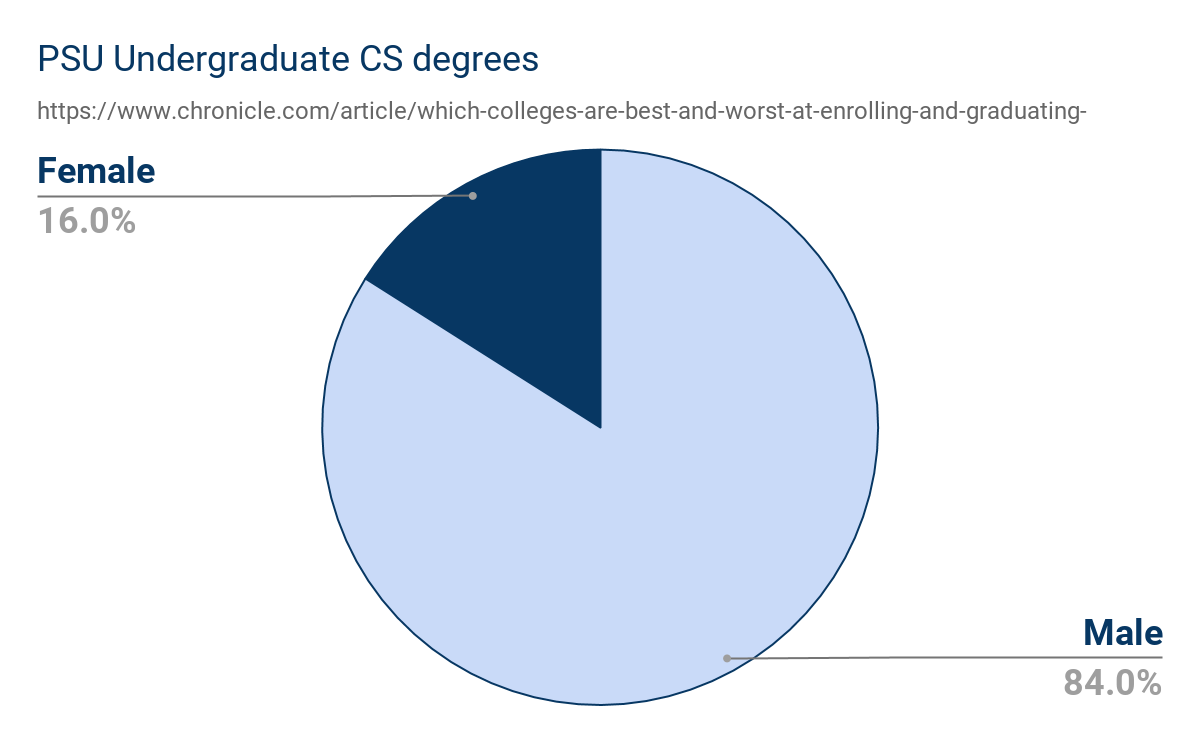 PSU Undergraduate CS degrees
https://www.chronicle.com/article/which-colleges-are-best-and-worst-at-enrolling-and-graduating-
Female
16.0%
Male
84.0%